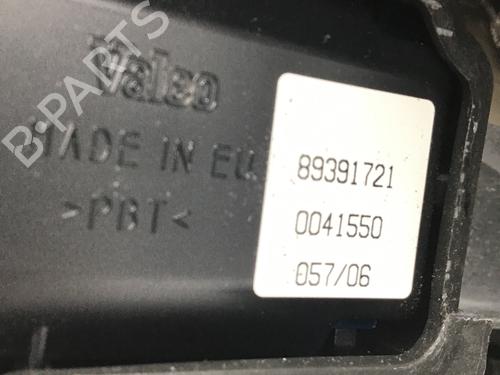 Valeo
MADE IN EU
>PBT<
89391721
0041550
057/06
B-PARTS